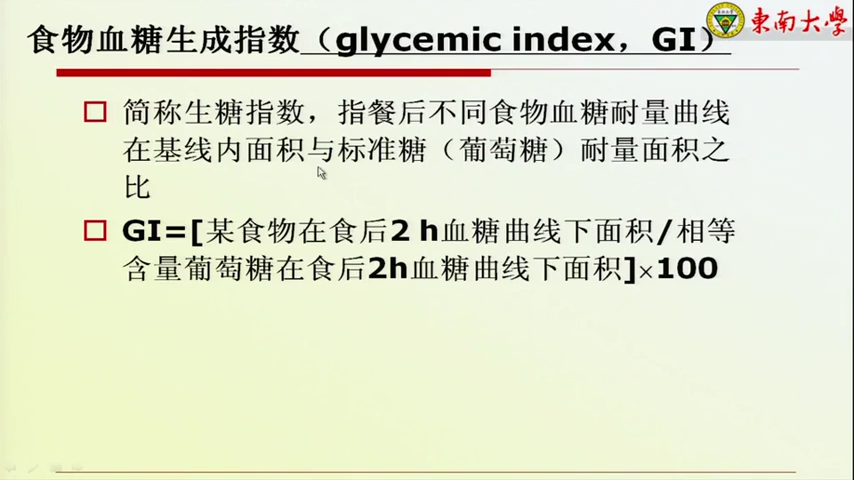 食物血糖生成指数（glycemic index，GI）
東南大學
简称生糖指数，指餐后不同食物血糖耐量曲线
在基线内面积与标准糖（葡萄糖）耐量面积之
比
GI=[某食物在食后2 h血糖曲线下面积/相等
含量葡萄糖在食后2h血糖曲线下面积]×100